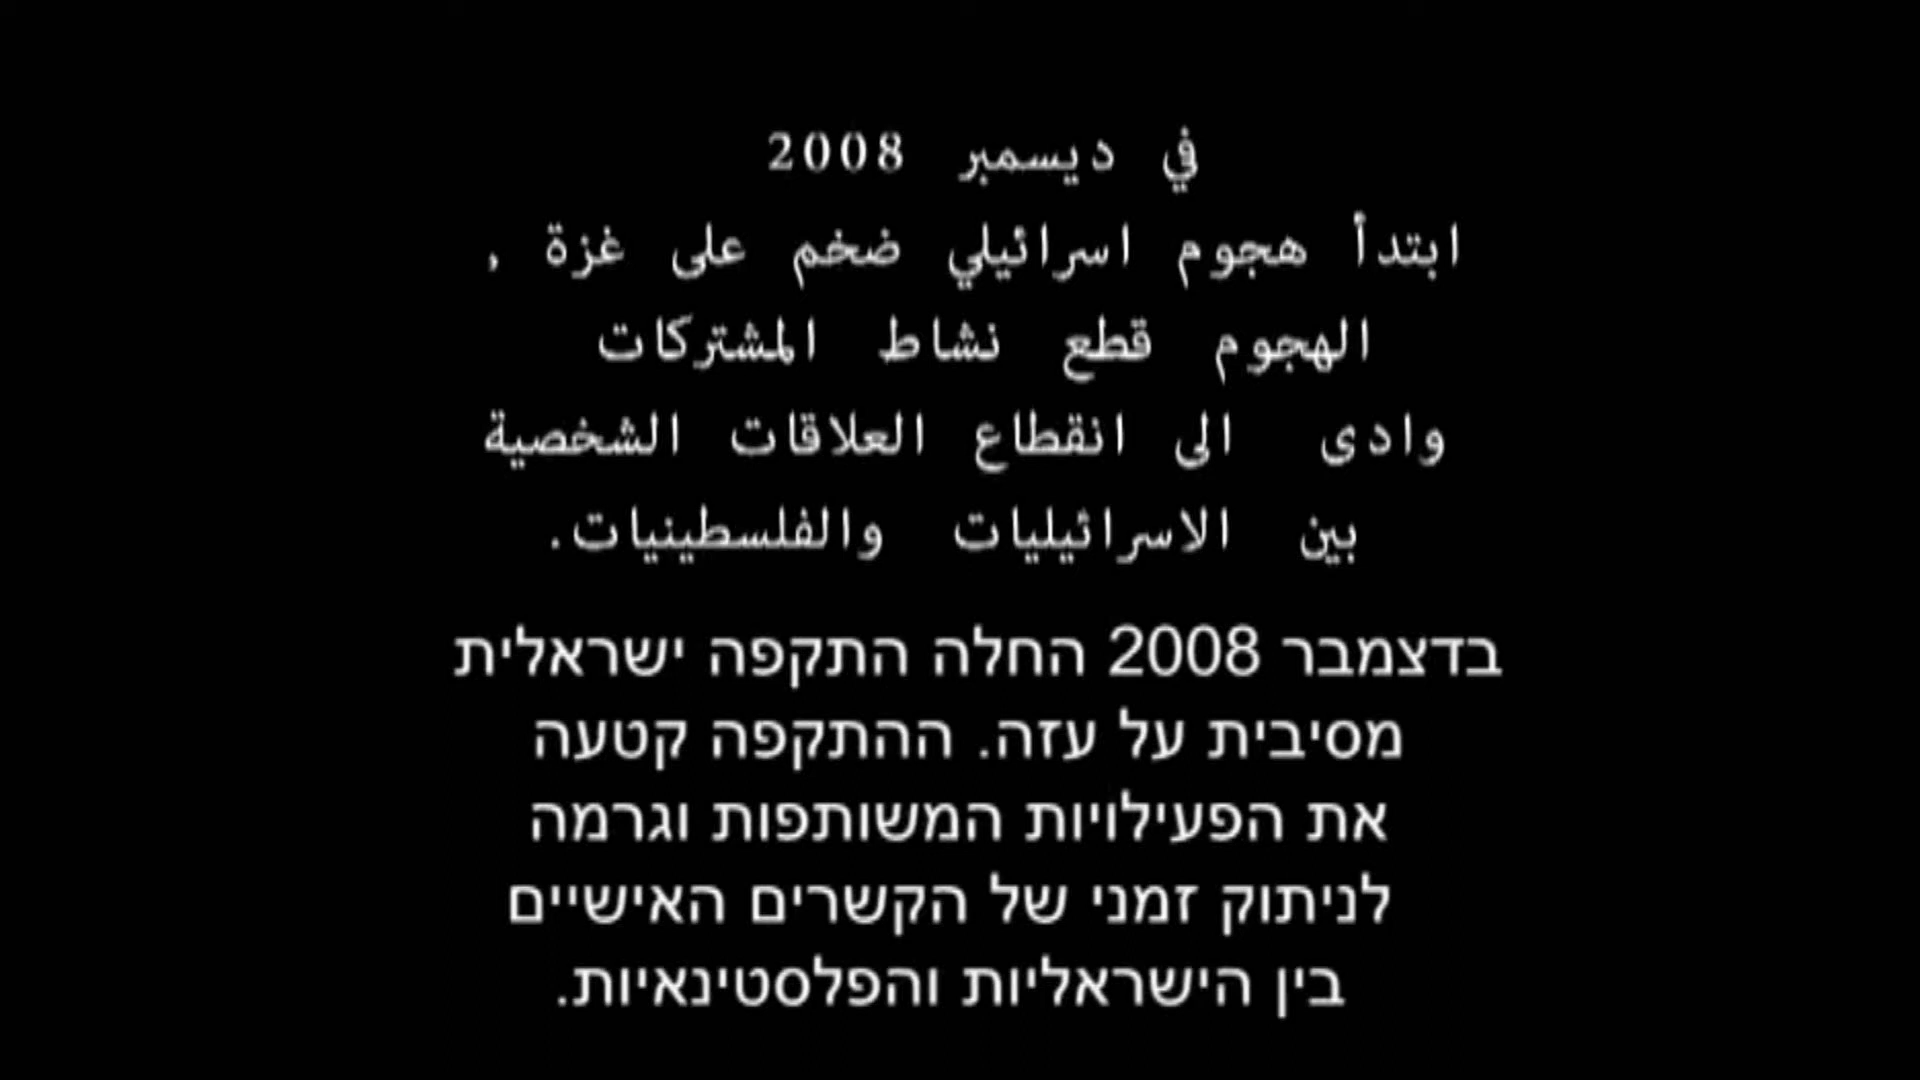 في ديسمبر 2008
ابتدأ هجوم اسرائيلي ضخم على غزة ,
الهجوم قطع نشاط المشتركات
وادى الى انقطاع العلاقات الشخصية
بين الاسرائيليات والفلسطينيات.
בדצמבר 2008 החלה התקפה ישראלית
מסיבית על עזה. ההתקפה קטעה
את הפעילויות המשותפות וגרמה
לניתוק זמני של הקשרים האישיים
בין הישראליות והפלסטינאיות.